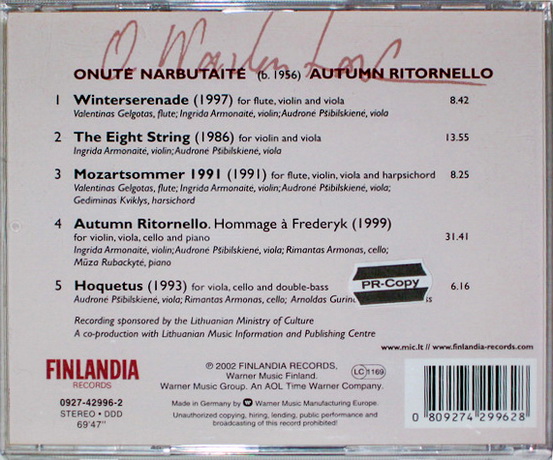 ONUTĖ NARBUTAITĖ (b. 1956) AUTUMN RITORNELLO
1 Winterserenade (1997) for flute, violin and viola 8.42
Valentinas Gelgotas, flute; Ingrida Armonaitė, violin; Audronė Pšibilskienė, viola
2 The Eight String (1986) for violin and viola 13.55
Ingrida Armonaitė, violin; Audronė Pšibilskienė, viola
3 Mozartsommer 1991 (1991) for flute, violin, viola and harpsichord 8.25
Valentinas Gelgotas, flute; Ingrida Armonaitė, violin; Audronė Pšibilskienė, viola;
Gediminas Kviklys, harpsichord
4 Autumn Ritornello. Hommage à Frederyk (1999)
for violin, viola, cello and piano 31.41
Ingrida Armonaitė, violin; Audronė Pšibilskienė, viola; Rimantas Armonas, cello;
Mūza Rubackytė, piano
5 Hoquetus (1993) for viola, cello and double-bass 6.16
PR-Copy
Audronė Pšibilskienė, viola; Rimantas Armonas, cello; Arnoldas
Recording sponsored by the Lithuanian Ministry of Culture
A co-production with Lithuanian Music Information and Publishing Centre
www.mic.lt // www.finlandia-records.com
FINLANDIA
RECORDS
0927-42996-2
STEREO • DDD
69'47"
℗ 2002 FINLANDIA RECORDS,
Warner Music Finland.
Warner Music Group. An AOL Time Warner Company.
LC 1169
Made in Germany by Warner Music Manufacturing Europe.
Unauthorized copying, hiring, lending, public performance and
broadcasting of this record prohibited!
0 809274 299628